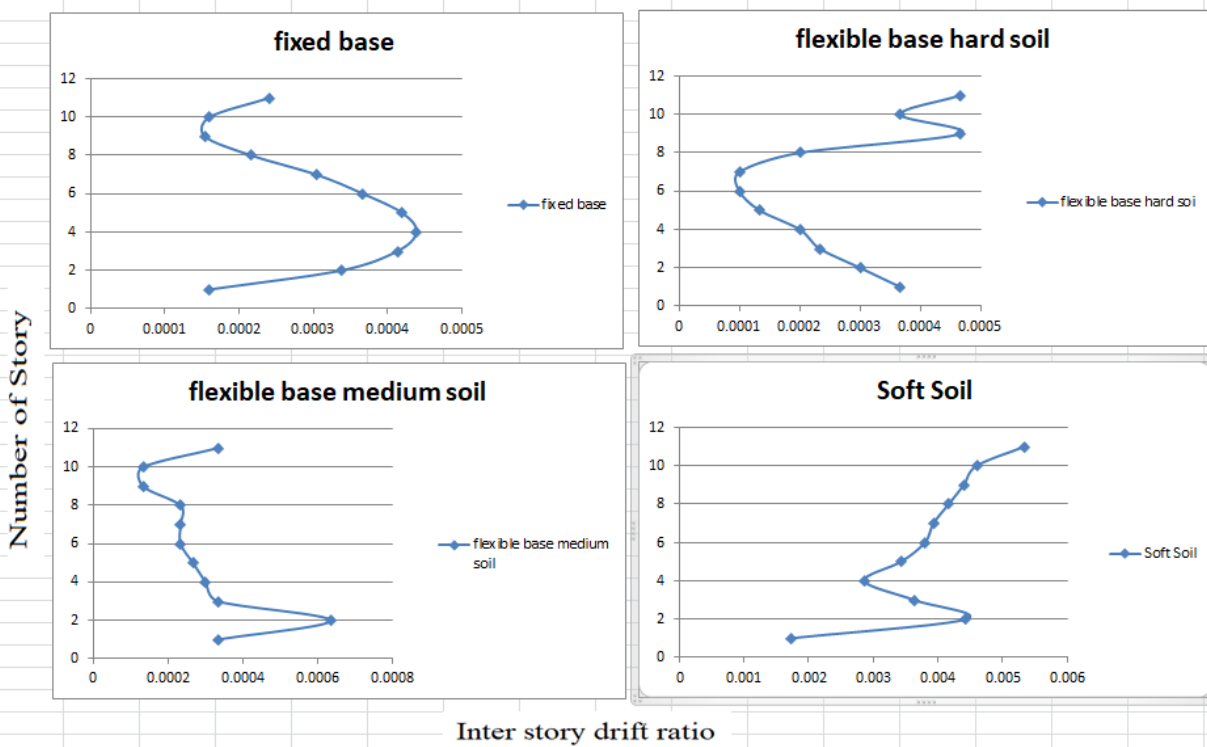 fixed base
12
10
8
6
4
2
0
0 0.0001 0.0002 0.0003 0.0004 0.0005
fixed base
flexible base hard soil
12
10
8
6
4
2
0
0 0.0001 0.0002 0.0003 0.0004 0.0005
flexible base hard soi
Number of Story
flexible base medium soil
12
10
8
6
4
2
0
0 0.0002 0.0004 0.0006 0.0008
flexible base medium
soil
Soft Soil
12
10
8
6
4
2
0
0 0.001 0.002 0.003 0.004 0.005 0.006
Soft Soil
Inter story drift ratio